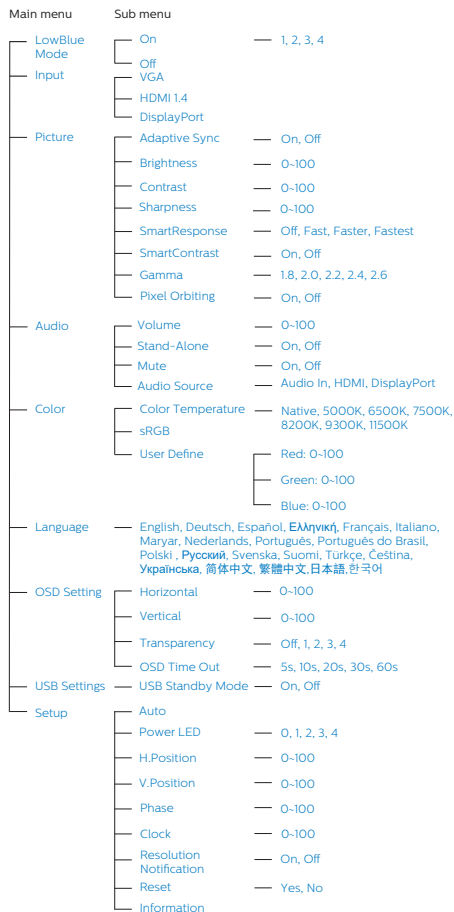 Main menu Sub menu
LowBlue Mode On 1, 2, 3, 4
Off
Input VGA
HDMI 1.4
DisplayPort
Picture Adaptive Sync On, Off
Brightness 0~100
Contrast 0~100
Sharpness 0~100
SmartResponse Off, Fast, Faster, Fastest
SmartContrast On, Off
Gamma 1.8, 2.0, 2.2, 2.4, 2.6
Pixel Orbiting On, Off
Audio Volume 0~100
Stand-Alone On, Off
Mute On, Off
Audio Source Audio In, HDMI, DisplayPort
Color Color Temperature Native, 5000K, 6500K, 7500K,
8200K, 9300K, 11500K
sRGB
User Define Red: 0~100
Green: 0~100
Blue: 0~100
Language English, Deutsch, Español, Ελληνική, Français, Italiano,
Maryar, Nederlands, Português, Português do Brasil,
Polski , Русский, Svenska, Suomi, Türkçe, Čeština,
Українська, 简体中文, 繁體中文,日本語,한국어
OSD Setting Horizontal 0~100
Vertical 0~100
Transparency Off, 1, 2, 3, 4
OSD Time Out 5s, 10s, 20s, 30s, 60s
USB Settings USB Standby Mode On, Off
Setup Auto
Power LED 0, 1, 2, 3, 4
H.Position 0~100
V.Position 0~100
Phase 0~100
Clock 0~100
Resolution Notification On, Off
Reset Yes, No
Information